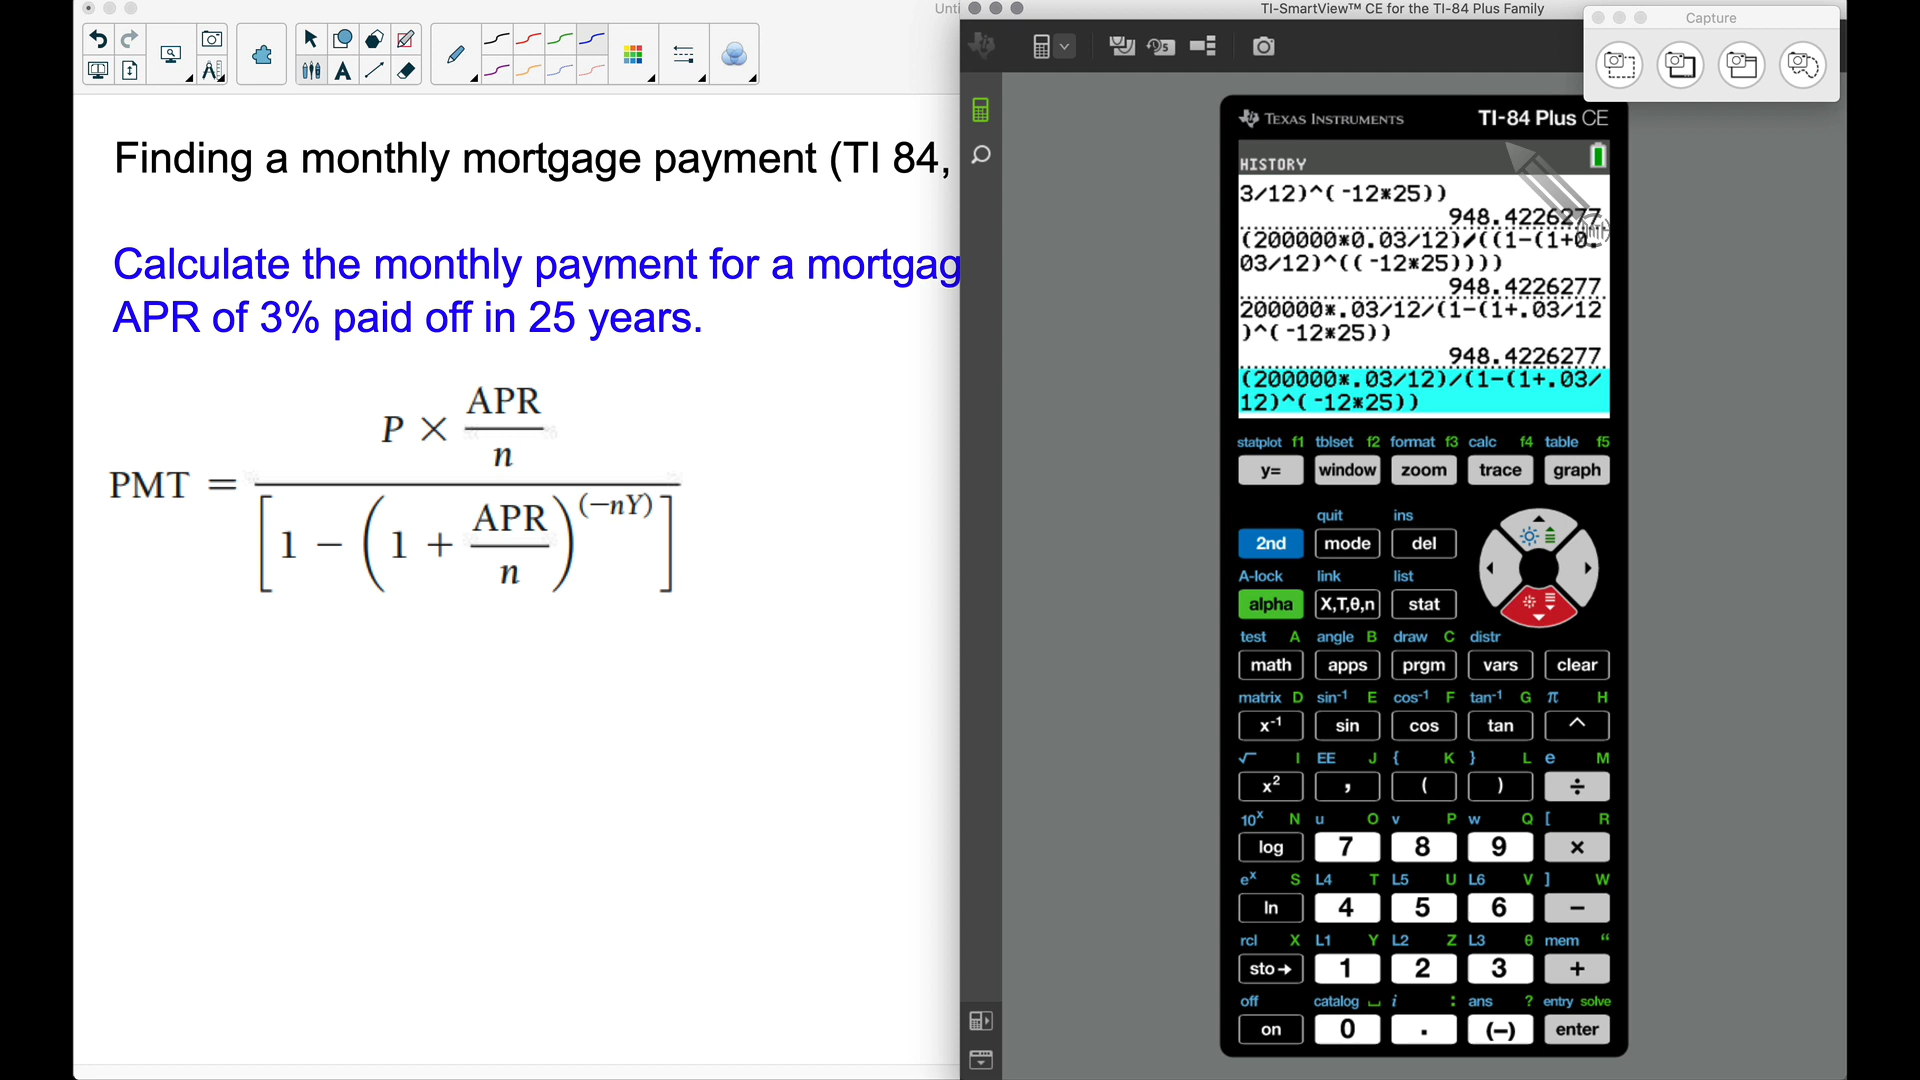 Unti
TI-SmartView™ CE for the TI-84 Plus Family
Capture
Finding a monthly mortgage payment (TI 84,
Calculate the monthly payment for a mortgag
APR of 3% paid off in 25 years.
PMT = P × APR/n
[1 − (1 + APR/n)^(−nY)]
TEXAS INSTRUMENTS TI-84 Plus CE
HISTORY
3/12)^(-12*25))
948.4226277
(200000*0.03/12)/((1-(1+0.
03/12)^((-12*25))))
948.4226277
200000*.03/12/(1-(1+.03/12
)^(-12*25))
948.4226277
(200000*.03/12)/(1-(1+.03/
12)^(-12*25))
statplot f1 tblset f2 format f3 calc f4 table f5
y= window zoom trace graph
quit ins
2nd mode del
A-lock link list
alpha X,T,θ,n stat
test A angle B draw C distr
math apps prgm vars clear
matrix D sin⁻¹ E cos⁻¹ F tan⁻¹ G π H
x⁻¹ sin cos tan ^
√ I EE J { K } L e M
x² , ( ) ÷
10ˣ N u O v P w Q [ R
log 7 8 9 ×
eˣ S L4 T L5 U L6 V ] W
ln 4 5 6 −
rcl X L1 Y L2 Z L3 θ mem “
sto→ 1 2 3 +
off catalog ⎵ i : ans ? entry solve
on 0 . (−) enter